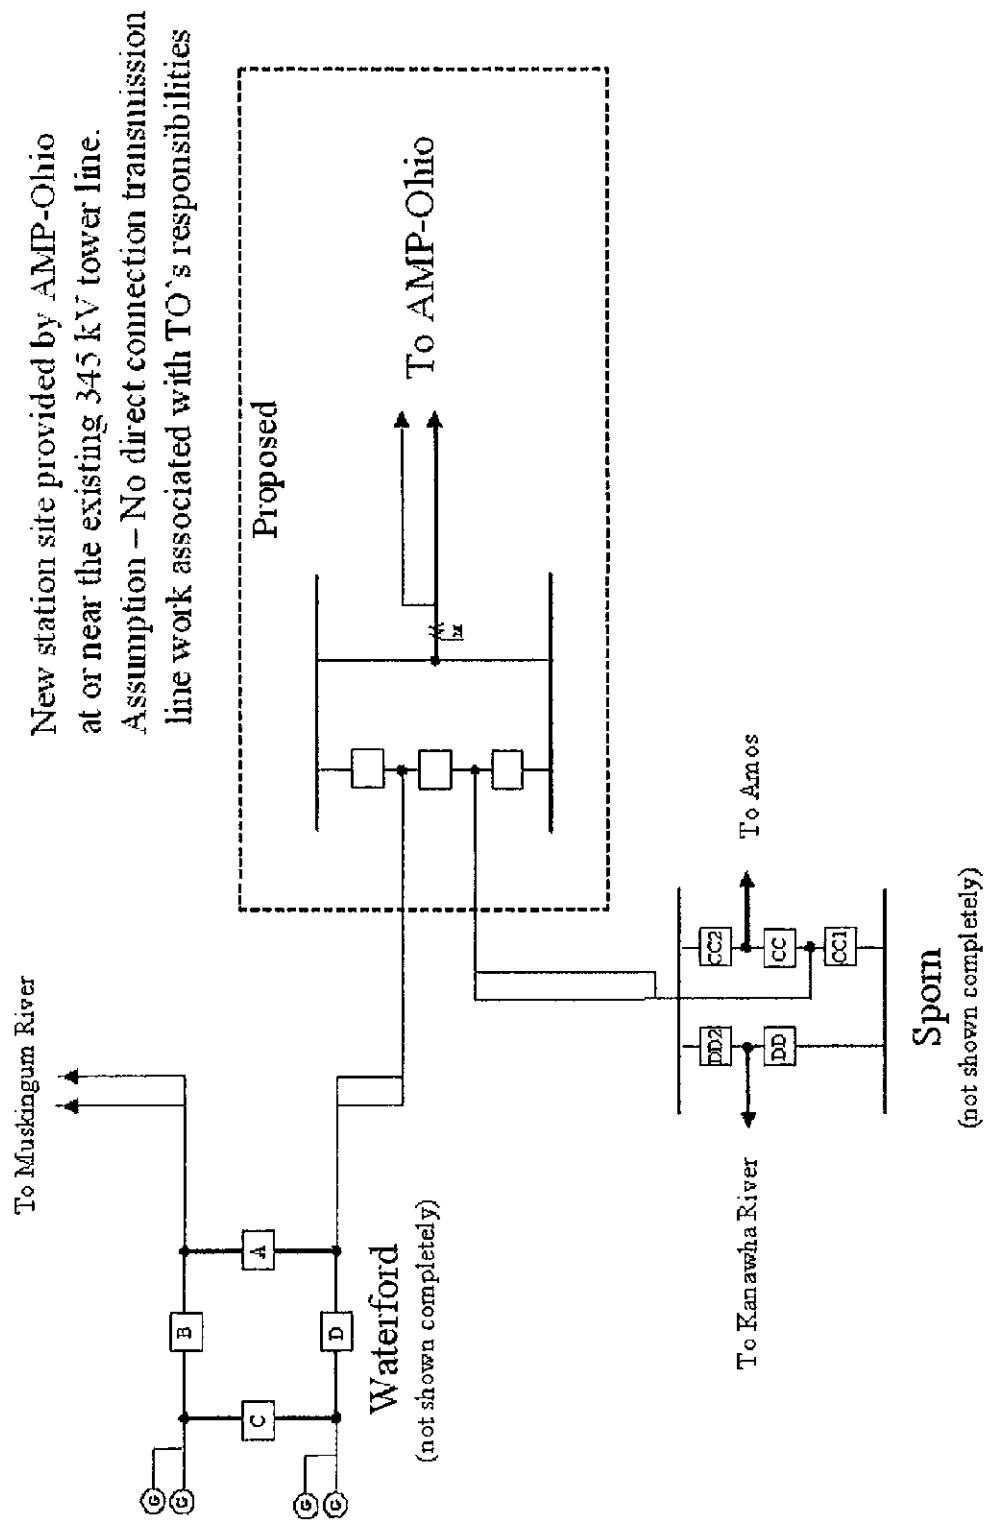 New station site provided by AMP-Ohio
at or near the existing 345 kV tower line.
Assumption – No direct connection transmission
line work associated with TO`s responsibilities
Proposed
To AMP-Ohio
To Muskingum River
G
G
G
G
B
C
A
D
Waterford
(not shown completely)
To Amos
CC2
CC
CC1
DD2
DD
To Kanawha River
Sporn
(not shown completely)